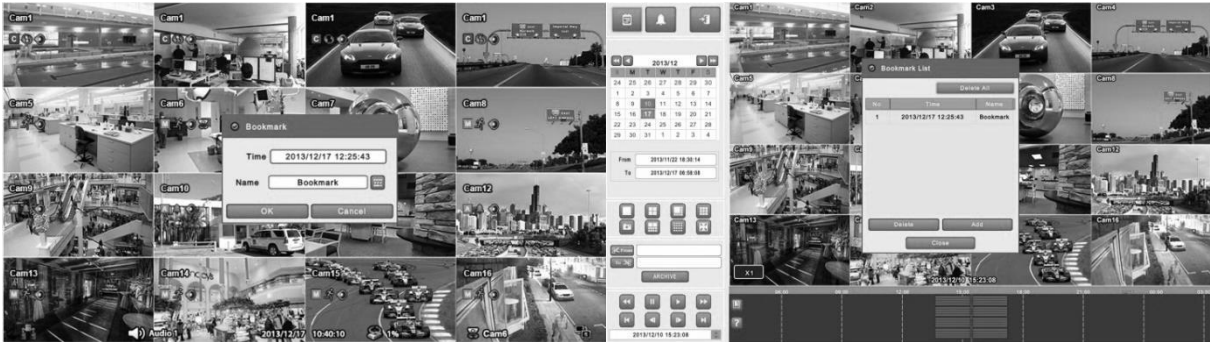 Cam1
Cam1
Cam1
Cam1
C
C
Cam5
Cam6
Cam7
Cam8
Bookmark
Time 2013/12/17 12:25:43
Name Bookmark
OK Cancel
Cam9
Cam10
Cam12
Cam13
Cam14
Cam15
Cam16
Audio 1
2013/12/17 10:40:10
1%
Cam6
2013/12
S M T W T F S
24 25 26 27 28 29 30
1 2 3 4 5 6 7
8 9 10 11 12 13 14
15 16 17 18 19 20 21
22 23 24 25 26 27 28
29 30 31 1 2 3 4
From 2013/11/22 16:30:14
To 2013/12/17 08:58:08
From
ARCHIVE
2013/12/10 15:23:08
Cam1
Cam2
Cam3
Cam4
Cam5
Cam8
Bookmark List
Delete All
No Time Name
1 2013/12/17 12:25:43 Bookmark
Delete Add
Close
Cam9
Cam12
Cam13
Cam16
X1
2013/12/10 15:23:08